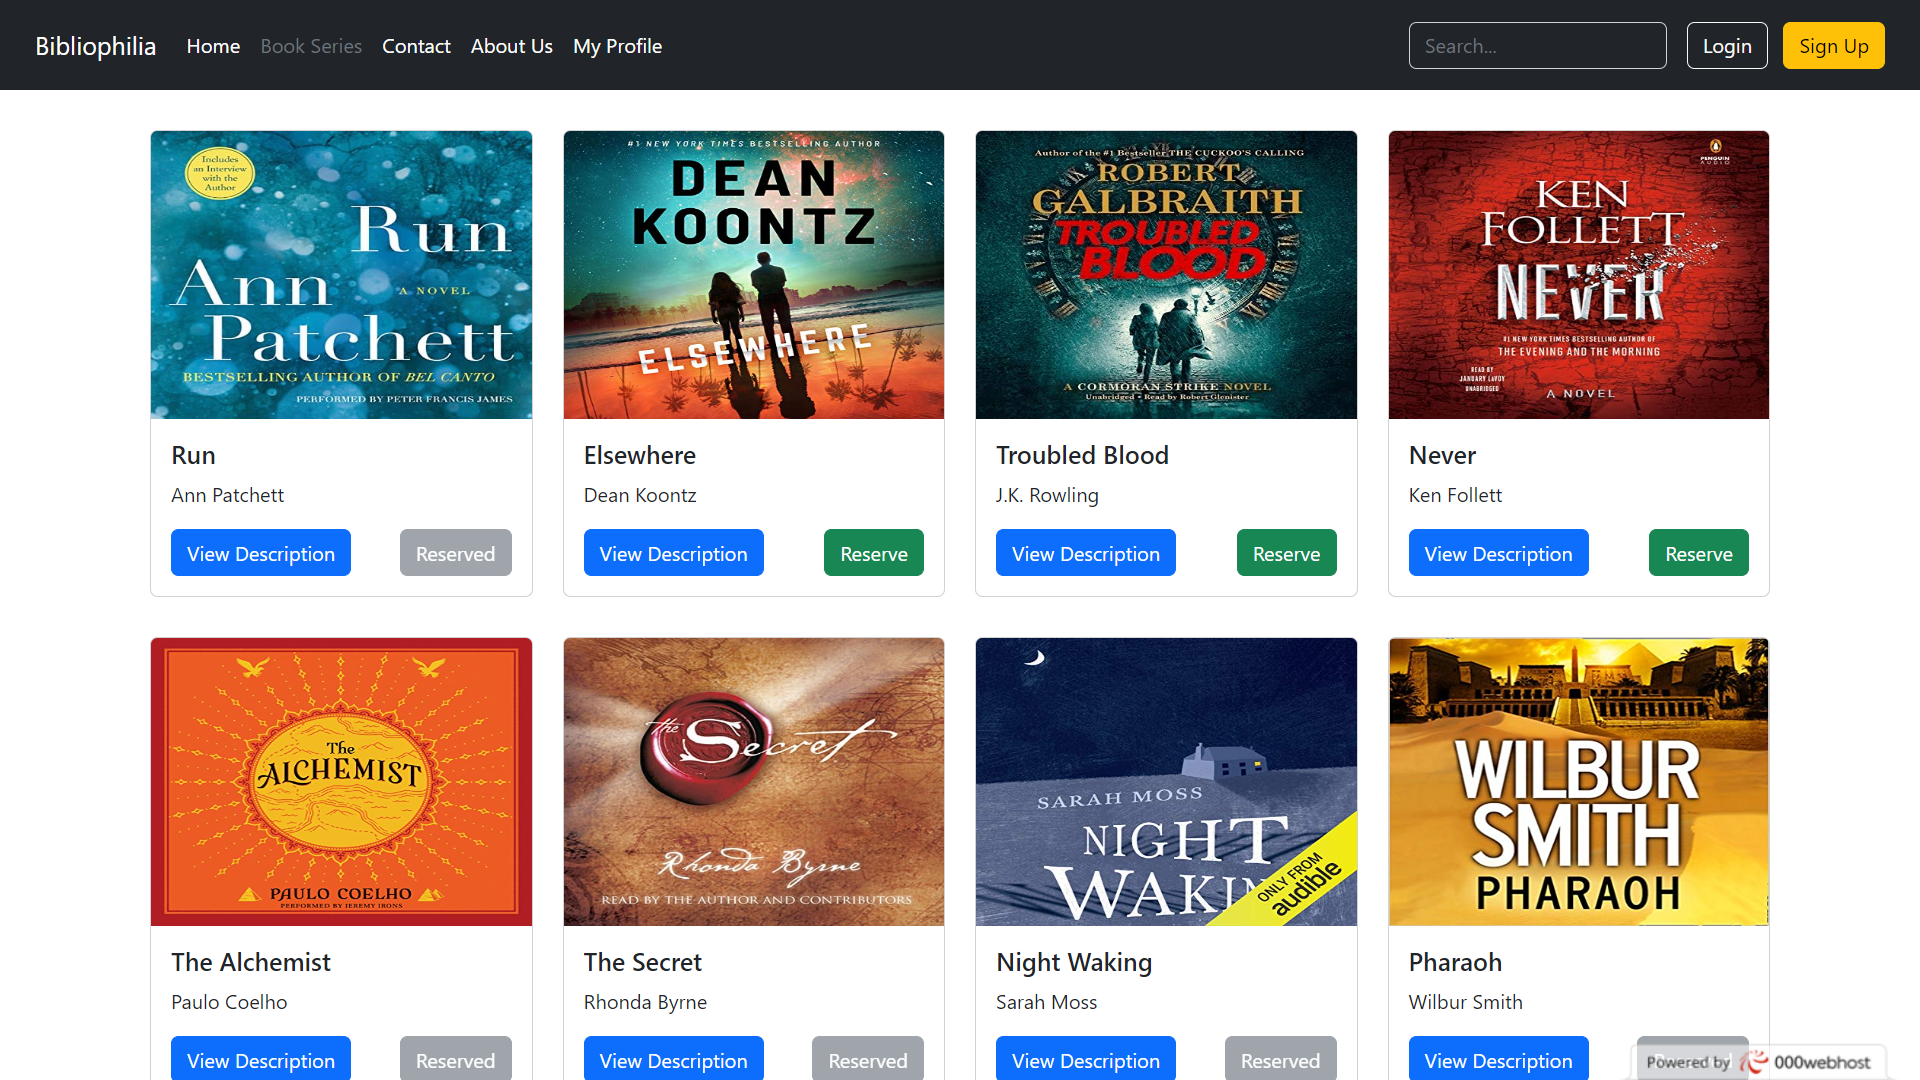 Bibliophilia Home Book Series Contact About Us My Profile Search... Login Sign Up
Includes
an Interview
with the
Author
Run
Ann
A NOVEL
Patchett
BESTSELLING AUTHOR OF BEL CANTO
PERFORMED BY PETER FRANCIS JAMES
Run
Ann Patchett
View Description Reserved
#1 NEW YORK TIMES BESTSELLING AUTHOR
DEAN
KOONTZ
ELSEWHERE
Elsewhere
Dean Koontz
View Description Reserve
Author of the #1 Bestseller THE CUCKOO'S CALLING
ROBERT
GALBRAITH
TROUBLED
BLOOD
A CORMORAN STRIKE NOVEL
Unabridged • Read by Robert Glenister
Troubled Blood
J.K. Rowling
View Description Reserve
PENGUIN
AUDIO
KEN
FOLLETT
NEVER
#1 NEW YORK TIMES BESTSELLING AUTHOR OF
THE EVENING AND THE MORNING
READ BY
JANUARY LAVOY
UNABRIDGED
A NOVEL
Never
Ken Follett
View Description Reserve
The
ALCHEMIST
PAULO COELHO
PERFORMED BY JEREMY IRONS
The Alchemist
Paulo Coelho
View Description Reserved
the Secret
Rhonda Byrne
READ BY THE AUTHOR AND CONTRIBUTORS
The Secret
Rhonda Byrne
View Description Reserved
SARAH MOSS
NIGHT
WAKIN
ONLY FROM
audible
Night Waking
Sarah Moss
View Description Reserved
WILBUR
SMITH
PHARAOH
Pharaoh
Wilbur Smith
View Description
Powered by 000webhost